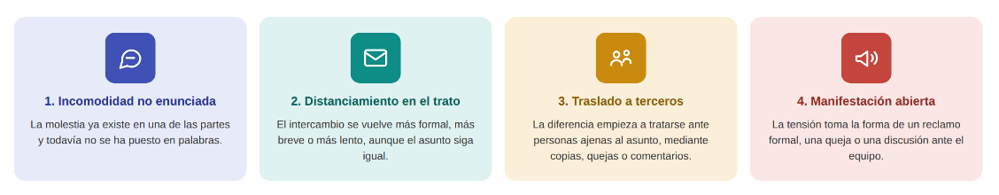 1. Incomodidad no enunciada
La molestia ya existe en una de las partes
y todavía no se ha puesto en palabras.
2. Distanciamiento en el trato
El intercambio se vuelve más formal, más
breve o más lento, aunque el asunto siga
igual.
3. Traslado a terceros
La diferencia empieza a tratarse ante
personas ajenas al asunto, mediante
copias, quejas o comentarios.
4. Manifestación abierta
La tensión toma la forma de un reclamo
formal, una queja o una discusión ante el
equipo.